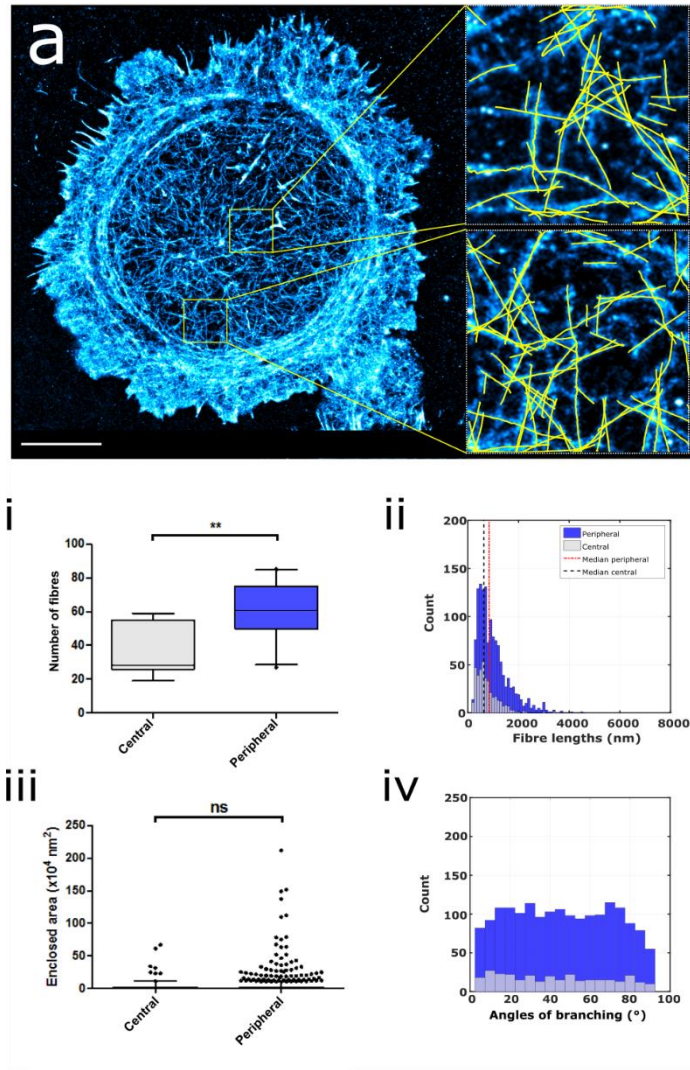 a
i
**
100
80
60
40
20
0
Number of fibres
Central
Peripheral
ii
200
150
100
50
0
Count
Peripheral
Central
Median peripheral
Median central
0 2000 4000 6000 8000
Fibre lengths (nm)
iii
ns
250
200
150
100
50
0
Enclosed area (x10⁴ nm²)
Central
Peripheral
iv
250
200
150
100
50
0
Count
0 20 40 60 80 100
Angles of branching (°)